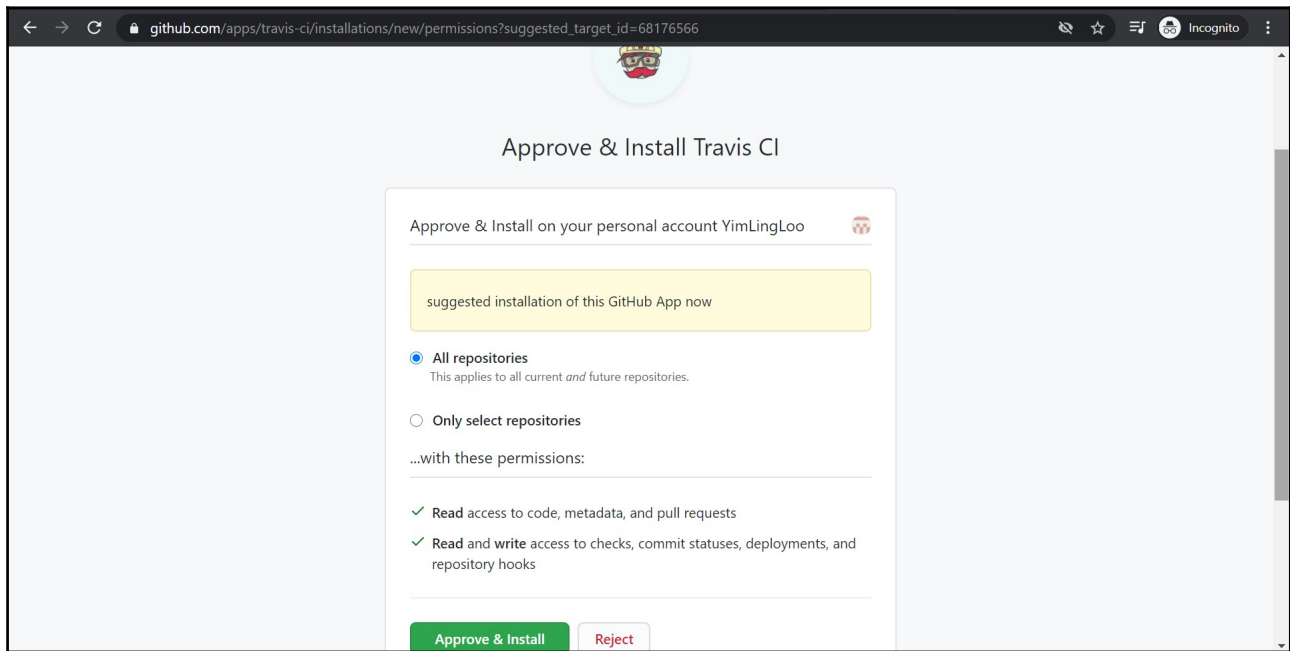 github.com/apps/travis-ci/installations/new/permissions?suggested_target_id=68176566
Incognito
Approve & Install Travis CI
Approve & Install on your personal account YimLingLoo
suggested installation of this GitHub App now
All repositories
This applies to all current and future repositories.
Only select repositories
...with these permissions:
Read access to code, metadata, and pull requests
Read and write access to checks, commit statuses, deployments, and
repository hooks
Approve & Install
Reject